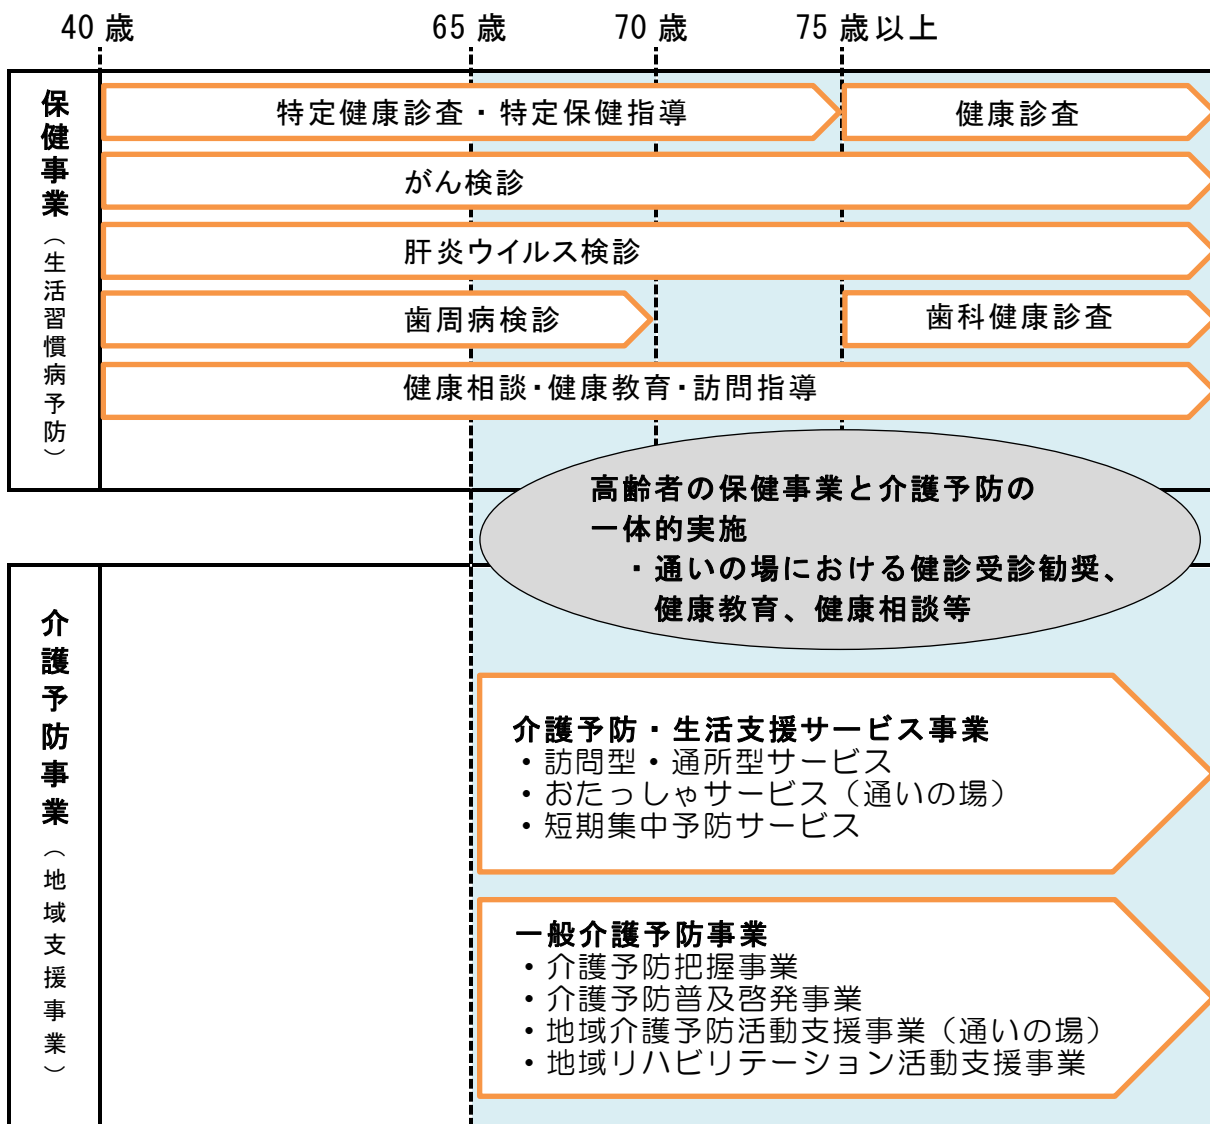 40 歳
65 歳
70 歳
75 歳以上
保健事業（生活習慣病予防）
特定健康診査・特定保健指導
健康診査
がん検診
肝炎ウイルス検診
歯周病検診
歯科健康診査
健康相談・健康教育・訪問指導
高齢者の保健事業と介護予防の
一体的実施
・通いの場における健診受診勧奨、
健康教育、健康相談等
介護予防事業（地域支援事業）
介護予防・生活支援サービス事業
・訪問型・通所型サービス
・おたっしゃサービス（通いの場）
・短期集中予防サービス
一般介護予防事業
・介護予防把握事業
・介護予防普及啓発事業
・地域介護予防活動支援事業（通いの場）
・地域リハビリテーション活動支援事業